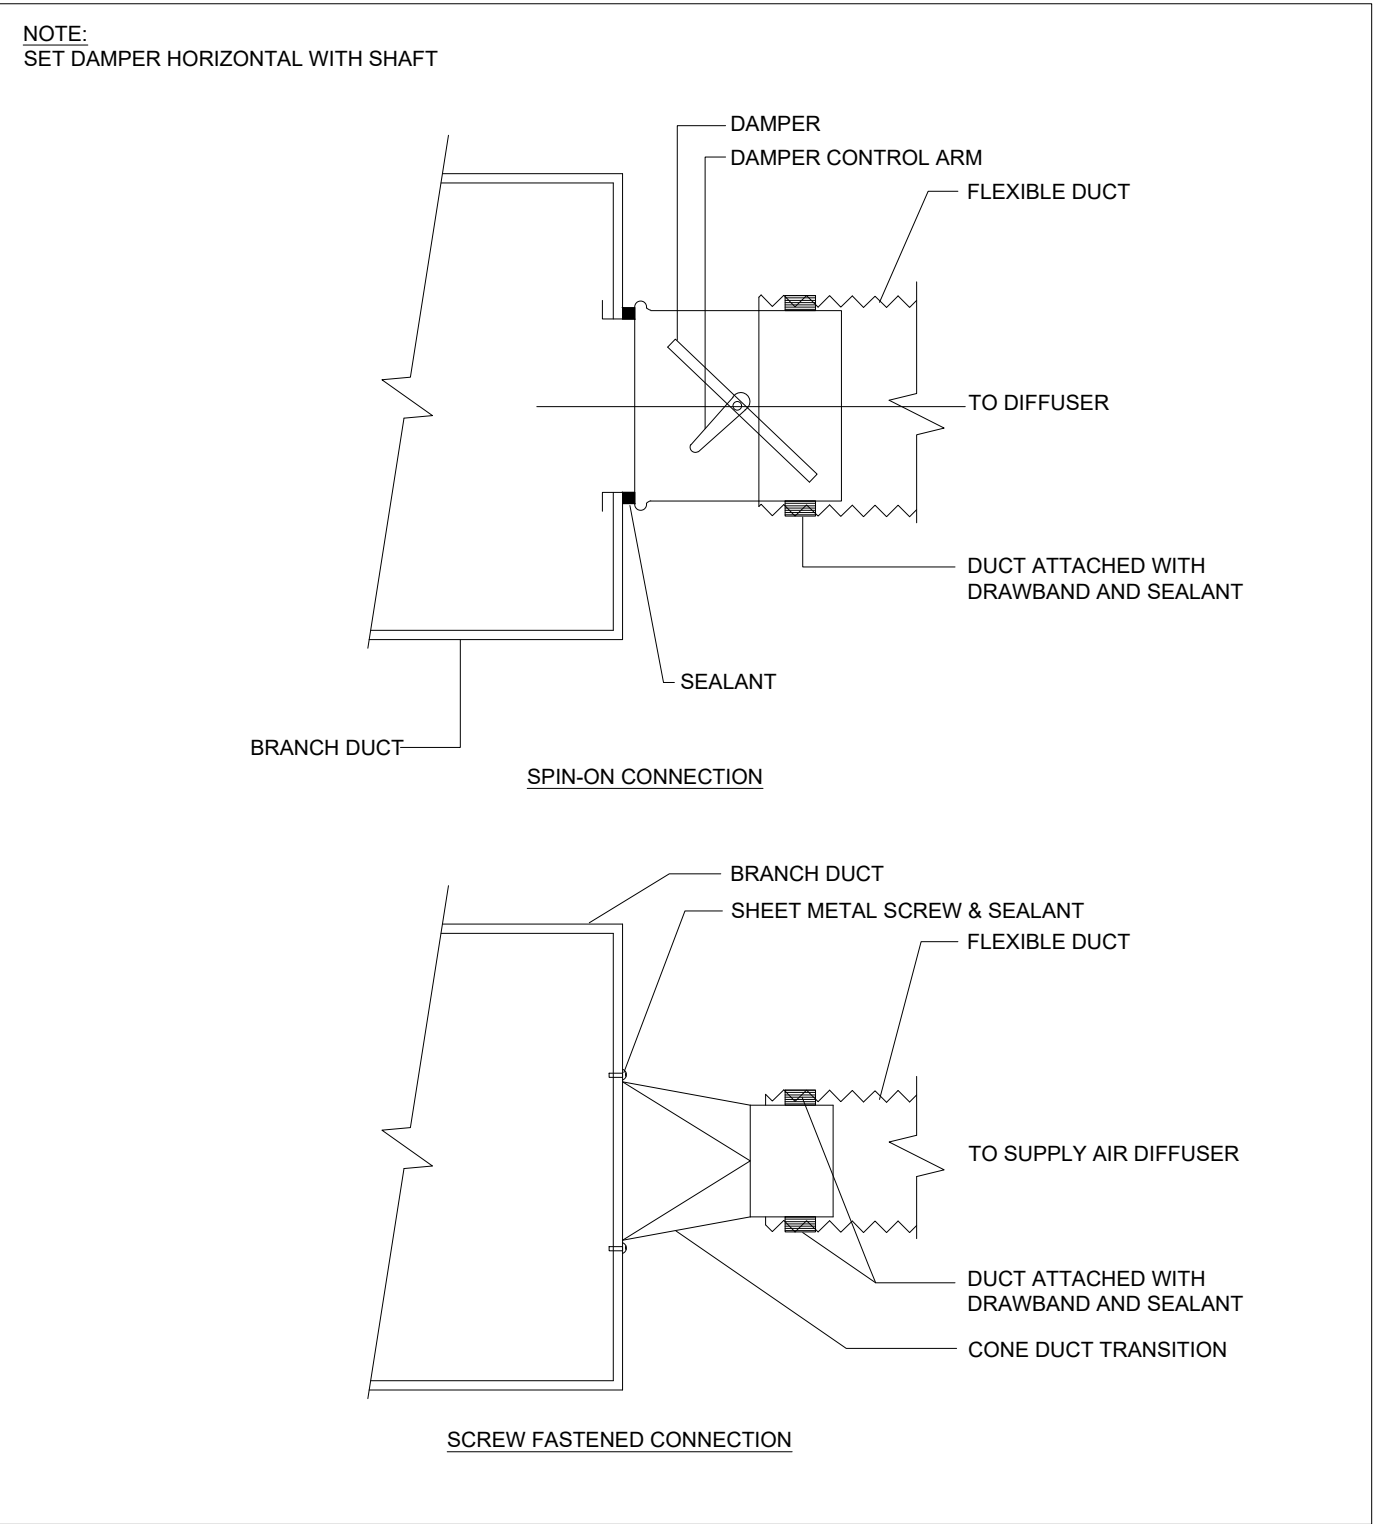 NOTE:
SET DAMPER HORIZONTAL WITH SHAFT
DAMPER
DAMPER CONTROL ARM
FLEXIBLE DUCT
TO DIFFUSER
DUCT ATTACHED WITH
DRAWBAND AND SEALANT
SEALANT
BRANCH DUCT
SPIN-ON CONNECTION
BRANCH DUCT
SHEET METAL SCREW & SEALANT
FLEXIBLE DUCT
TO SUPPLY AIR DIFFUSER
DUCT ATTACHED WITH
DRAWBAND AND SEALANT
CONE DUCT TRANSITION
SCREW FASTENED CONNECTION